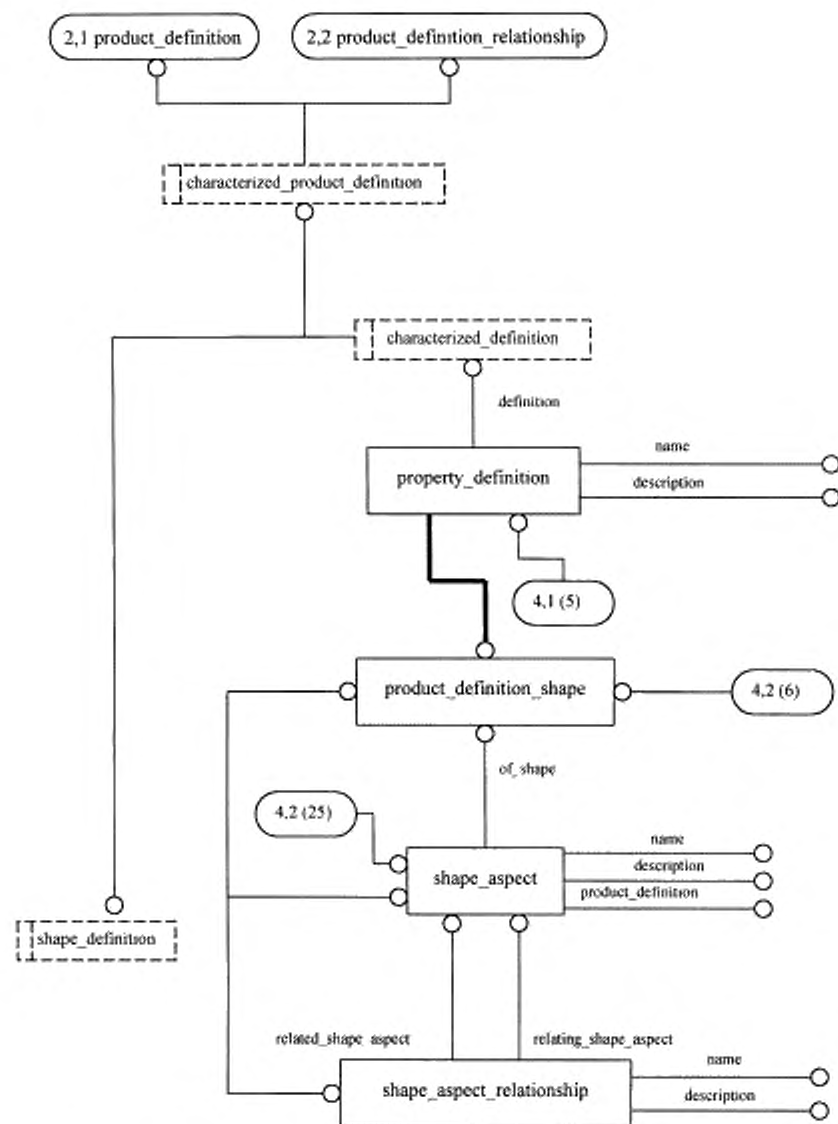 2,1 product_definition
2,2 product_definition_relationship
characterized_product_definition
characterized_definition
definition
property_definition
name
description
4,1 (5)
product_definition_shape
4,2 (6)
of_shape
4,2 (25)
shape_aspect
name
description
product_definition
shape_definition
related_shape_aspect
relating_shape_aspect
shape_aspect_relationship
name
description